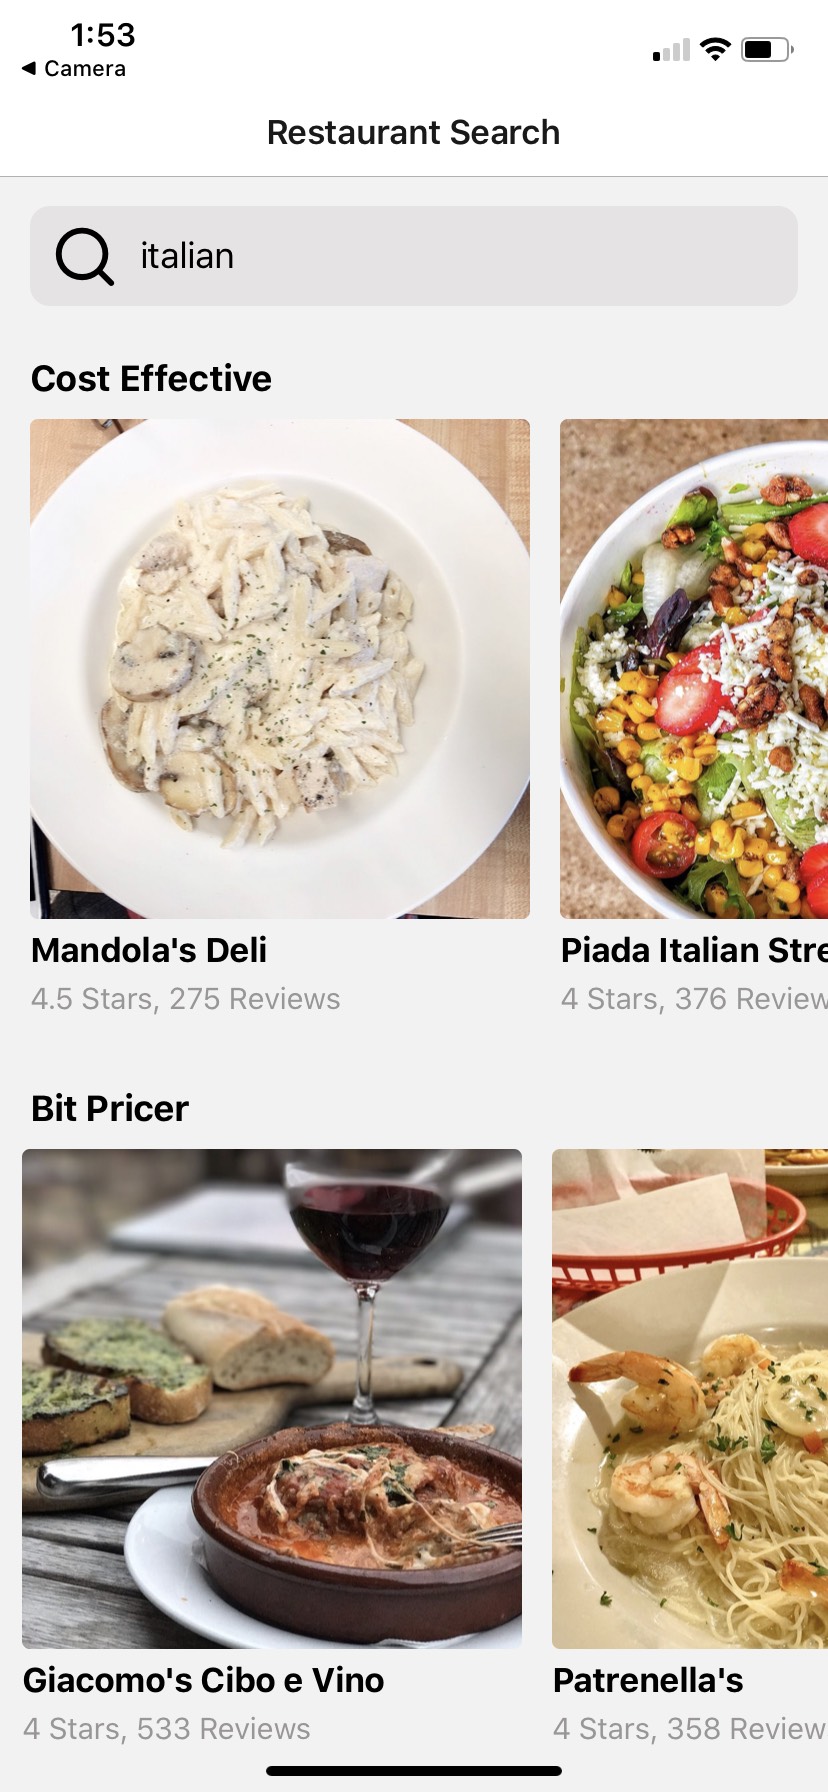 1:53
◀ Camera
Restaurant Search
italian
Cost Effective
Mandola's Deli
Piada Italian Stre
4.5 Stars, 275 Reviews
4 Stars, 376 Review
Bit Pricer
Giacomo's Cibo e Vino
Patrenella's
4 Stars, 533 Reviews
4 Stars, 358 Review